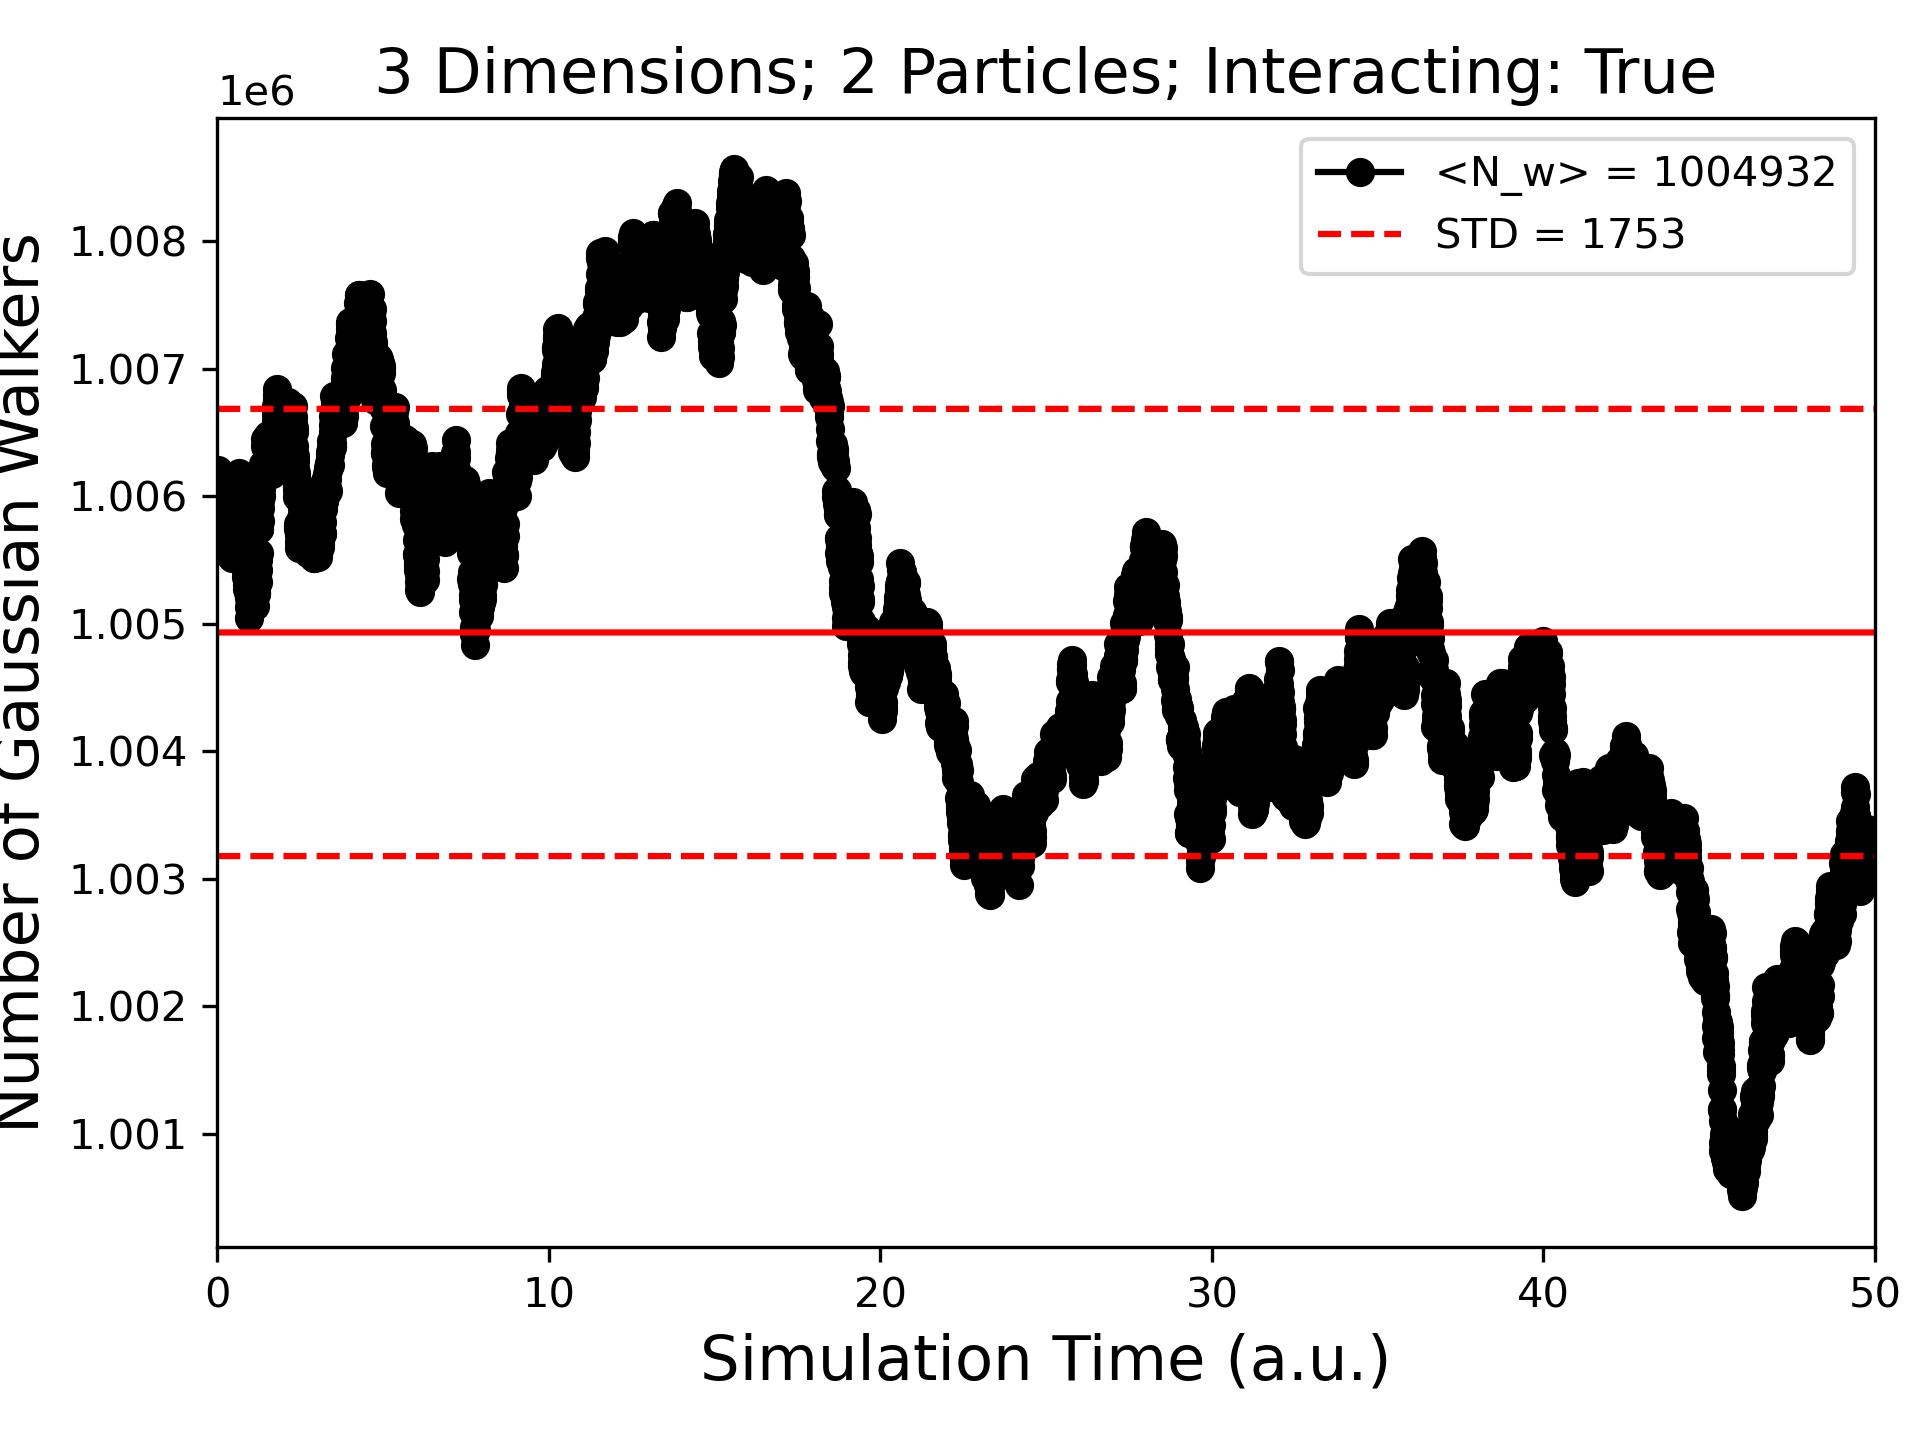 3 Dimensions; 2 Particles; Interacting: True
1e6
<N_w> = 1004932
STD = 1753
Number of Gaussian Walkers
1.008
1.007
1.006
1.005
1.004
1.003
1.002
1.001
0 10 20 30 40 50
Simulation Time (a.u.)